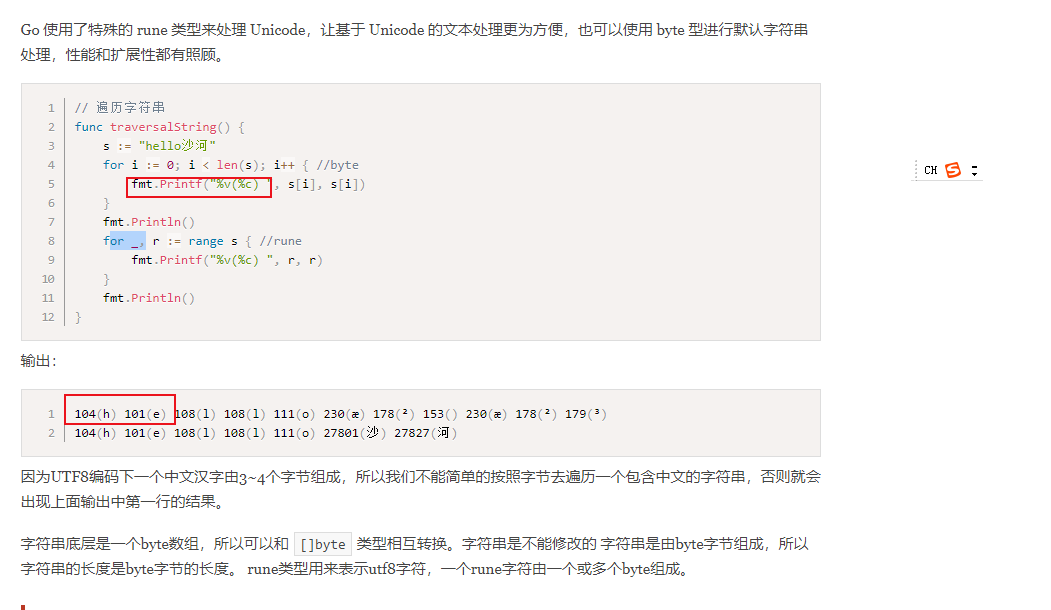 Go 使用了特殊的 rune 类型来处理 Unicode，让基于 Unicode 的文本处理更为方便，也可以使用 byte 型进行默认字符串
处理，性能和扩展性都有照顾。
1 // 遍历字符串
2 func traversalString() {
3 s := "hello沙河"
4 for i := 0; i < len(s); i++ { //byte
5 fmt.Printf("%v(%c) ", s[i], s[i])
6 }
7 fmt.Println()
8 for _, r := range s { //rune
9 fmt.Printf("%v(%c) ", r, r)
10 }
11 fmt.Println()
12 }
CH S
输出：
1 104(h) 101(e) 108(l) 108(l) 111(o) 230(æ) 178(²) 153() 230(æ) 178(²) 179(³)
2 104(h) 101(e) 108(l) 108(l) 111(o) 27801(沙) 27827(河)
因为UTF8编码下一个中文汉字由3~4个字节组成，所以我们不能简单的按照字节去遍历一个包含中文的字符串，否则就会
出现上面输出中第一行的结果。
字符串底层是一个byte数组，所以可以和 []byte 类型相互转换。字符串是不能修改的 字符串是由byte字节组成，所以
字符串的长度是byte字节的长度。 rune类型用来表示utf8字符，一个rune字符由一个或多个byte组成。